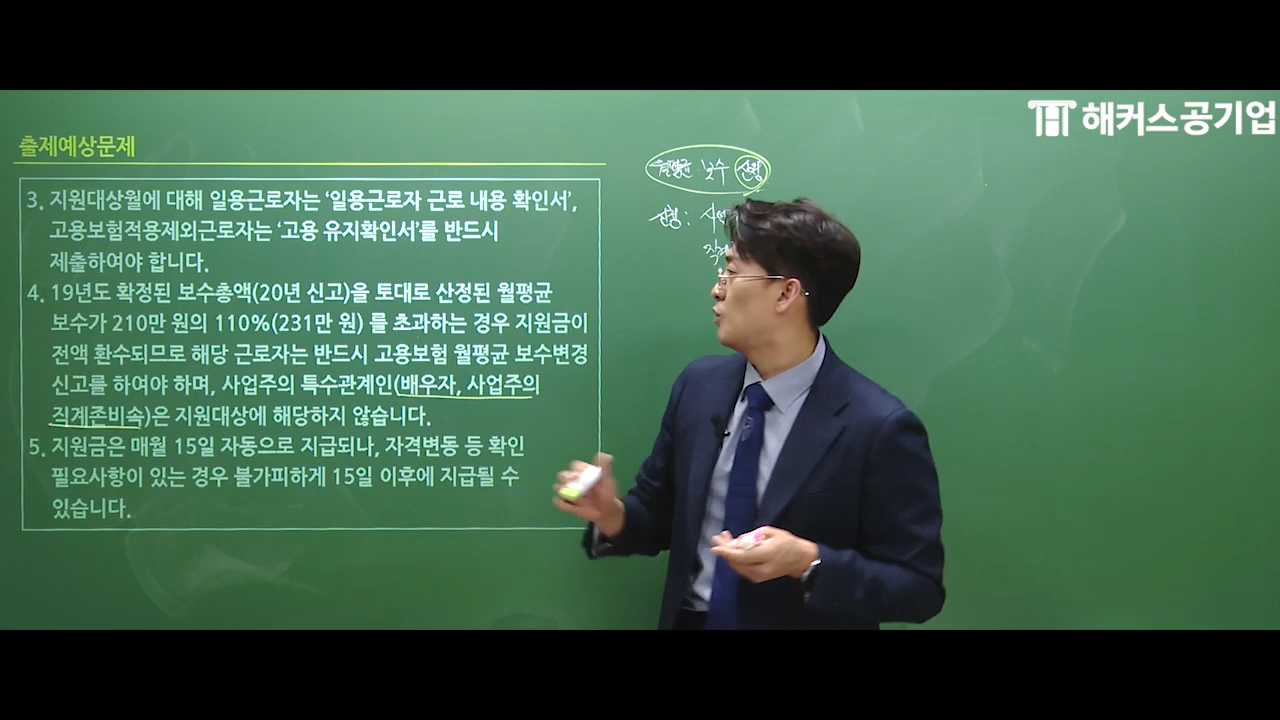 해커스공기업
출제예상문제
3. 지원대상월에 대해 일용근로자는 ‘일용근로자 근로 내용 확인서’,
고용보험적용제외근로자는 ‘고용 유지확인서’를 반드시
제출하여야 합니다.
4. 19년도 확정된 보수총액(20년 신고)을 토대로 산정된 월평균
보수가 210만 원의 110%(231만 원) 를 초과하는 경우 지원금이
전액 환수되므로 해당 근로자는 반드시 고용보험 월평균 보수변경
신고를 하여야 하며, 사업주의 특수관계인(배우자, 사업주의
직계존비속)은 지원대상에 해당하지 않습니다.
5. 지원금은 매월 15일 자동으로 지급되나, 자격변동 등 확인
필요사항이 있는 경우 불가피하게 15일 이후에 지급될 수
있습니다.
월평균 보수 산정